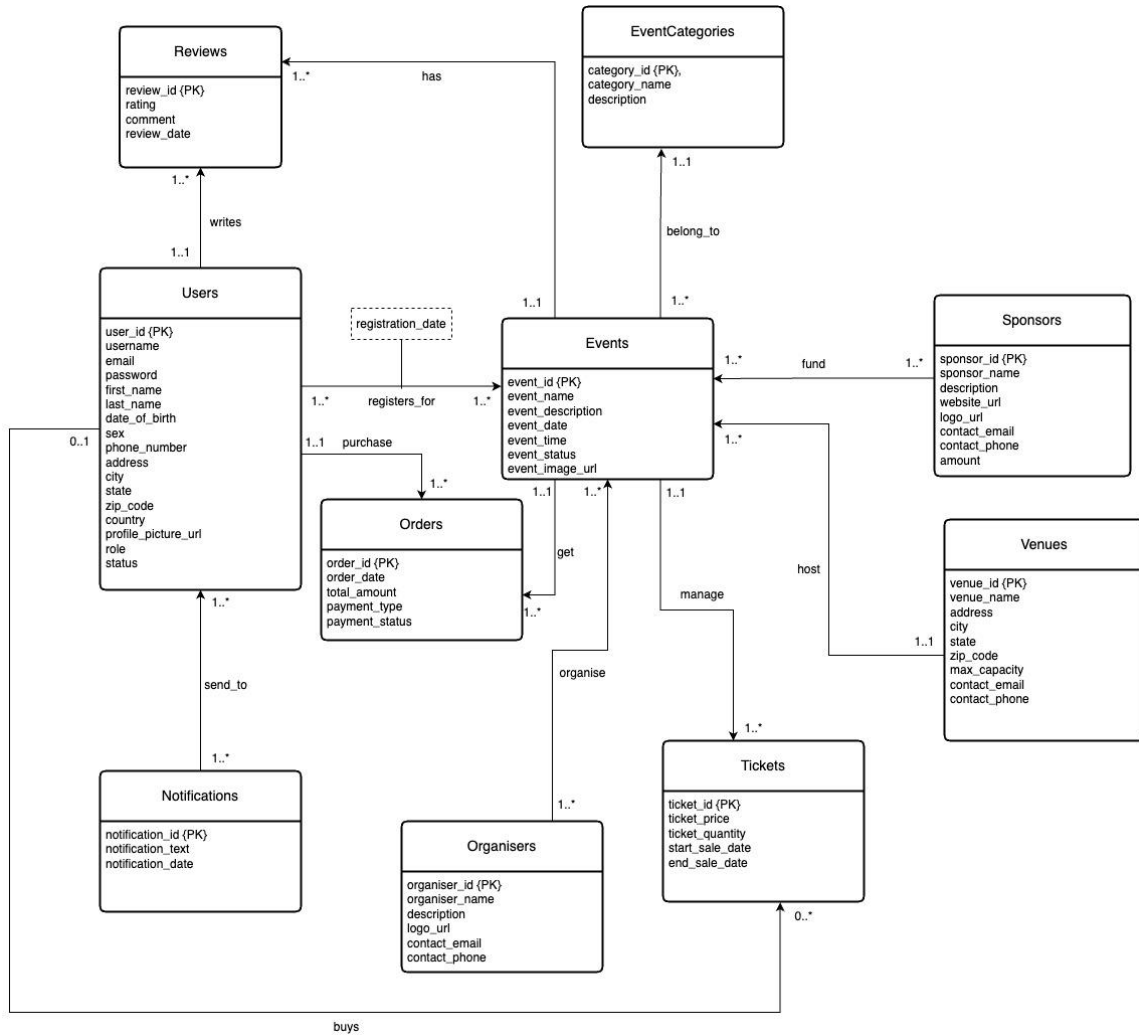 Reviews
review_id {PK}
rating
comment
review_date
1..*
has
EventCategories
category_id {PK},
category_name
description
1..1
1..*
writes
1..1
belong_to
1..1
1..*
Users
user_id {PK}
username
email
password
first_name
last_name
date_of_birth
sex
phone_number
address
city
state
zip_code
country
profile_picture_url
role
status
registration_date
1..*
registers_for
1..*
Events
event_id {PK}
event_name
event_description
event_date
event_time
event_status
event_image_url
1..*
fund
1..*
Sponsors
sponsor_id {PK}
sponsor_name
description
website_url
logo_url
contact_email
contact_phone
amount
0..1
1..1
purchase
1..*
1..*
1..1
1..*
1..1
Orders
order_id {PK}
order_date
total_amount
payment_type
payment_status
get
1..*
host
1..1
Venues
venue_id {PK}
venue_name
address
city
state
zip_code
max_capacity
contact_email
contact_phone
manage
1..*
organise
1..*
1..*
send_to
1..*
Notifications
notification_id {PK}
notification_text
notification_date
Organisers
organiser_id {PK}
organiser_name
description
logo_url
contact_email
contact_phone
Tickets
ticket_id {PK}
ticket_price
ticket_quantity
start_sale_date
end_sale_date
0..*
buys